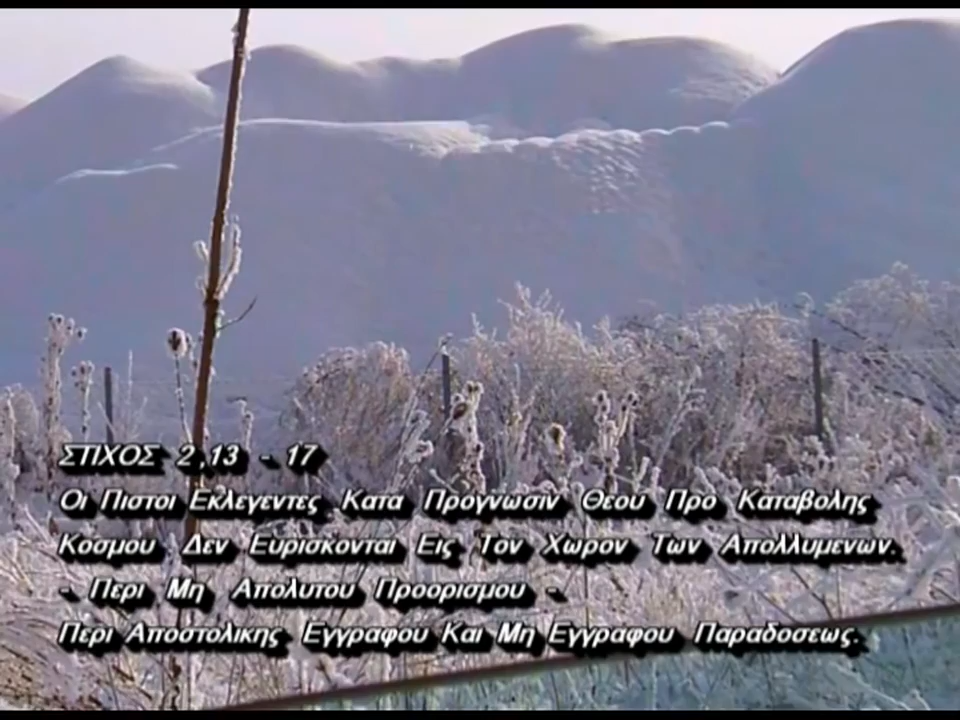 ΣΤΙΧΟΣ 2,13 - 17
Οι Πιστοι Εκλεγεντες Κατα Προγνωσιν Θεου Προ Καταβολης
Κοσμου Δεν Ευρισκονται Εις Τον Χωρον Των Απολλυμενων.
- Περι Μη Απολυτου Προορισμου -
Περι Αποστολικης Εγγραφου Και Μη Εγγραφου Παραδοσεως.